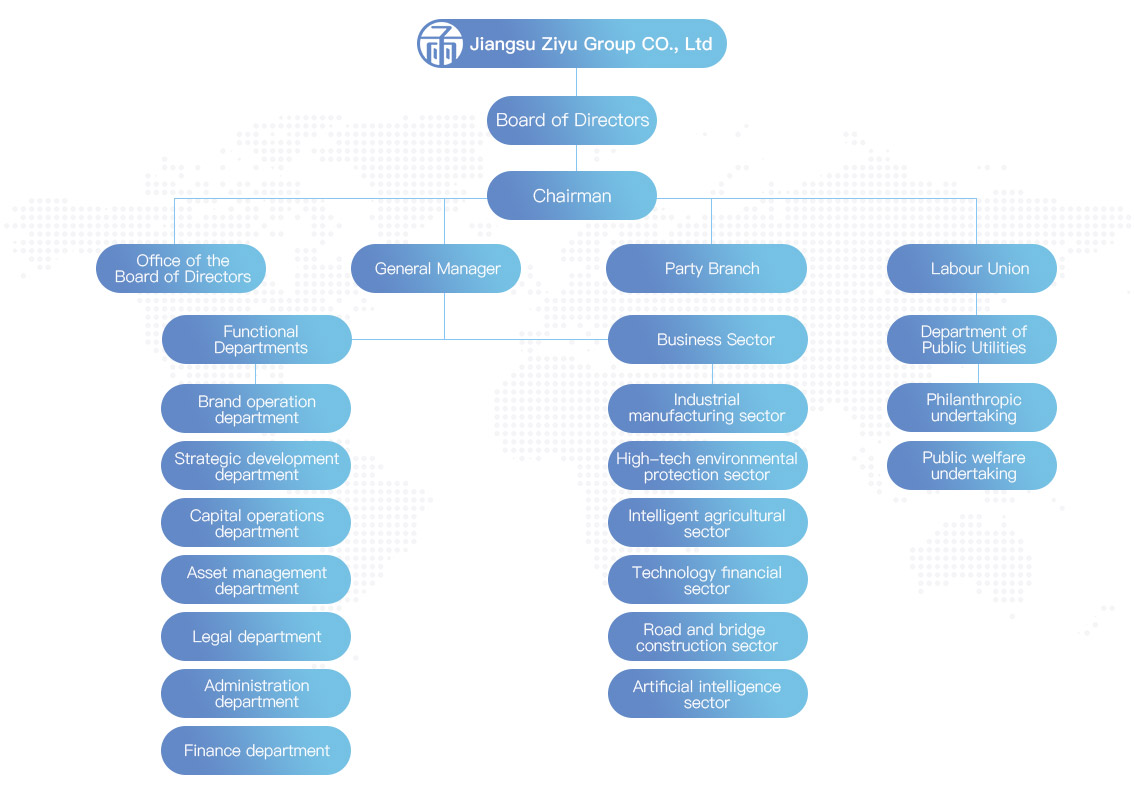 Jiangsu Ziyu Group CO., Ltd
Board of Directors
Chairman
Office of the
Board of Directors
General Manager
Party Branch
Labour Union
Functional
Departments
Business Sector
Department of
Public Utilities
Brand operation
department
Strategic development
department
Capital operations
department
Asset management
department
Legal department
Administration
department
Finance department
Industrial
manufacturing sector
High-tech environmental
protection sector
Intelligent agricultural
sector
Technology financial
sector
Road and bridge
construction sector
Artificial intelligence
sector
Philanthropic
undertaking
Public welfare
undertaking